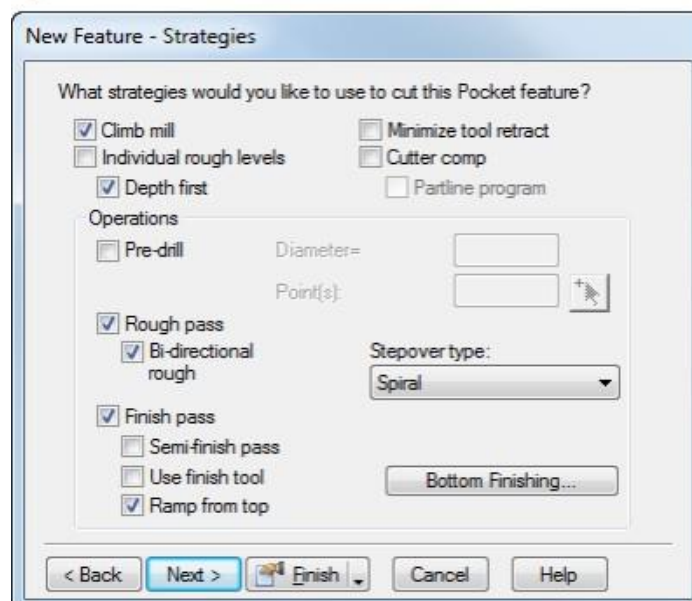 New Feature - Strategies
What strategies would you like to use to cut this Pocket feature?
Climb mill
Minimize tool retract
Individual rough levels
Cutter comp
Depth first
Partline program
Operations
Pre-drill
Diameter=
Point(s):
Rough pass
Bi-directional
rough
Stepover type:
Spiral
Finish pass
Semi-finish pass
Use finish tool
Bottom Finishing...
Ramp from top
< Back
Next >
Finish
Cancel
Help